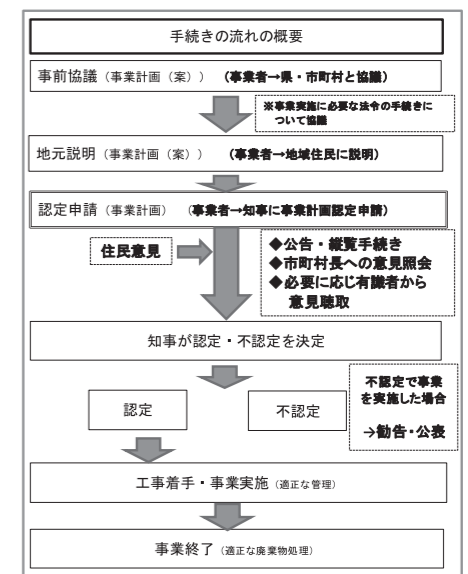 手続きの流れの概要
事前協議（事業計画（案））　（事業者→県・市町村と協議）
※事業実施に必要な法令の手続きに
ついて協議
地元説明（事業計画（案））　（事業者→地域住民に説明）
認定申請（事業計画）　（事業者→知事に事業計画認定申請）
住民意見
◆公告・縦覧手続き
◆市町村長への意見照会
◆必要に応じ有識者から
意見聴取
知事が認定・不認定を決定
認定
不認定
不認定で事業
を実施した場合
→勧告・公表
工事着手・事業実施（適正な管理）
事業終了（適正な廃棄物処理）